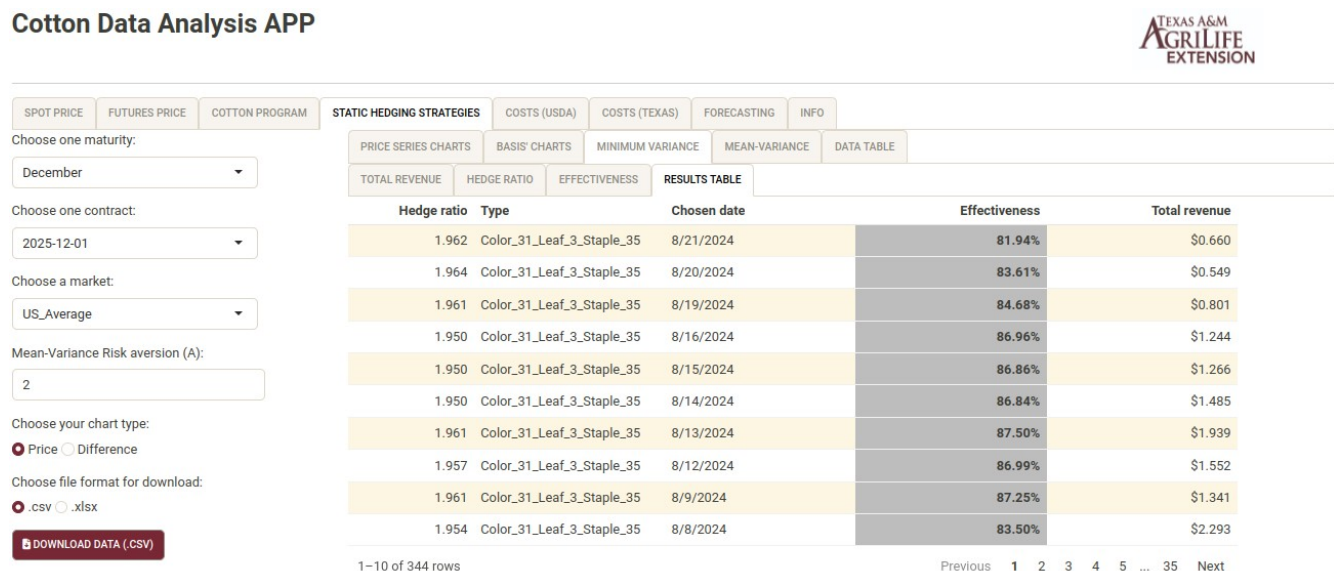 Cotton Data Analysis APP
TEXAS A&M
AGRILIFE
EXTENSION
SPOT PRICE FUTURES PRICE COTTON PROGRAM STATIC HEDGING STRATEGIES COSTS (USDA) COSTS (TEXAS) FORECASTING INFO
Choose one maturity:
December
Choose one contract:
2025-12-01
Choose a market:
US_Average
Mean-Variance Risk aversion (A):
2
Choose your chart type:
Price Difference
Choose file format for download:
.csv .xlsx
DOWNLOAD DATA (.CSV)
PRICE SERIES CHARTS BASIS' CHARTS MINIMUM VARIANCE MEAN-VARIANCE DATA TABLE
TOTAL REVENUE HEDGE RATIO EFFECTIVENESS RESULTS TABLE
Hedge ratio Type Chosen date Effectiveness Total revenue
1.962 Color_31_Leaf_3_Staple_35 8/21/2024 81.94% $0.660
1.964 Color_31_Leaf_3_Staple_35 8/20/2024 83.61% $0.549
1.961 Color_31_Leaf_3_Staple_35 8/19/2024 84.68% $0.801
1.950 Color_31_Leaf_3_Staple_35 8/16/2024 86.96% $1.244
1.950 Color_31_Leaf_3_Staple_35 8/15/2024 86.86% $1.266
1.950 Color_31_Leaf_3_Staple_35 8/14/2024 86.84% $1.485
1.961 Color_31_Leaf_3_Staple_35 8/13/2024 87.50% $1.939
1.957 Color_31_Leaf_3_Staple_35 8/12/2024 86.99% $1.552
1.961 Color_31_Leaf_3_Staple_35 8/9/2024 87.25% $1.341
1.954 Color_31_Leaf_3_Staple_35 8/8/2024 83.50% $2.293
1–10 of 344 rows Previous 1 2 3 4 5 ... 35 Next